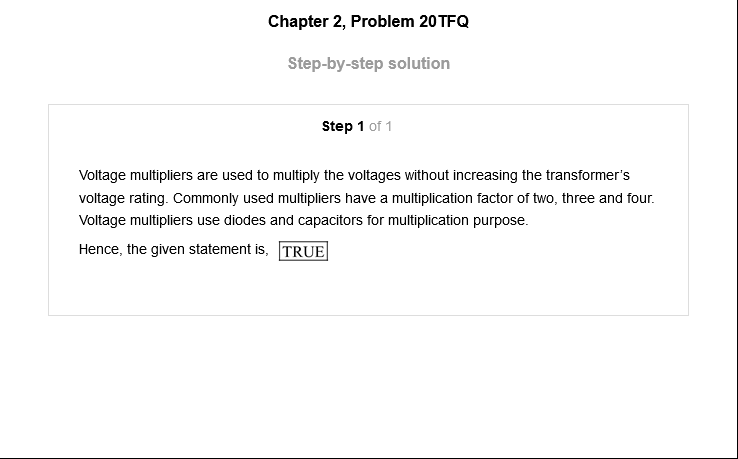 Chapter 2, Problem 20TFQ
Step-by-step solution
Step 1 of 1
Voltage multipliers are used to multiply the voltages without increasing the transformer's
voltage rating. Commonly used multipliers have a multiplication factor of two, three and four.
Voltage multipliers use diodes and capacitors for multiplication purpose.
Hence, the given statement is, TRUE